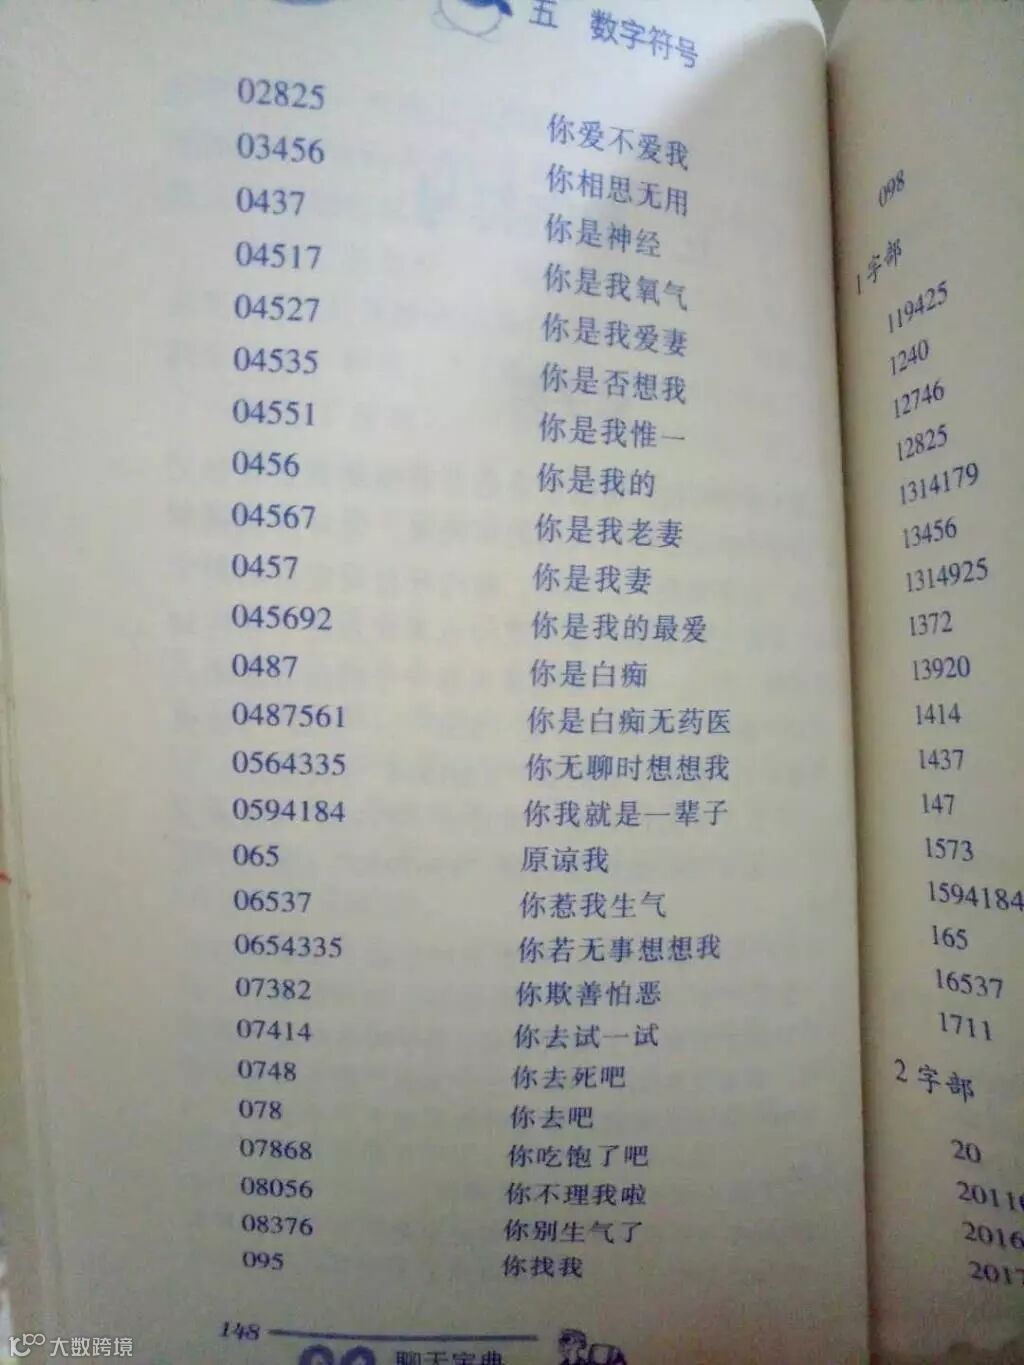 五 数字符号
02825 你爱不爱我
03456 你相思无用
0437 你是神经
04517 你是我氧气
04527 你是我爱妻
04535 你是否想我
04551 你是我惟一
0456 你是我的
04567 你是我老妻
0457 你是我妻
045692 你是我的最爱
0487 你是白痴
0487561 你是白痴无药医
0564335 你无聊时想想我
0594184 你我就是一辈子
065 原谅我
06537 你惹我生气
0654335 你若无事想想我
07382 你欺善怕恶
07414 你去试一试
0748 你去死吧
078 你去吧
07868 你吃饱了吧
08056 你不理我啦
08376 你别生气了
095 你找我
148
聊天宝典
098
1字部
119425
1240
12746
12825
1314179
13456
1314925
1372
13920
1414
1437
147
1573
1594184
165
16537
1711
2字部
20
2016
2017
大数跨境